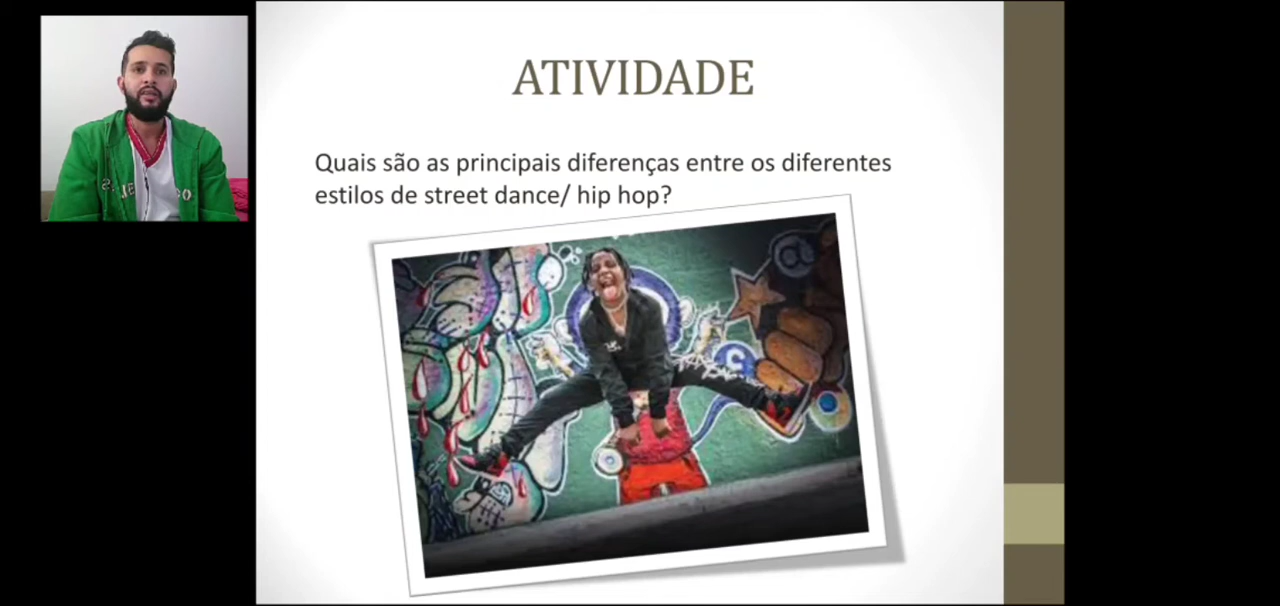 ATIVIDADE
Quais são as principais diferenças entre os diferentes
estilos de street dance/ hip hop?